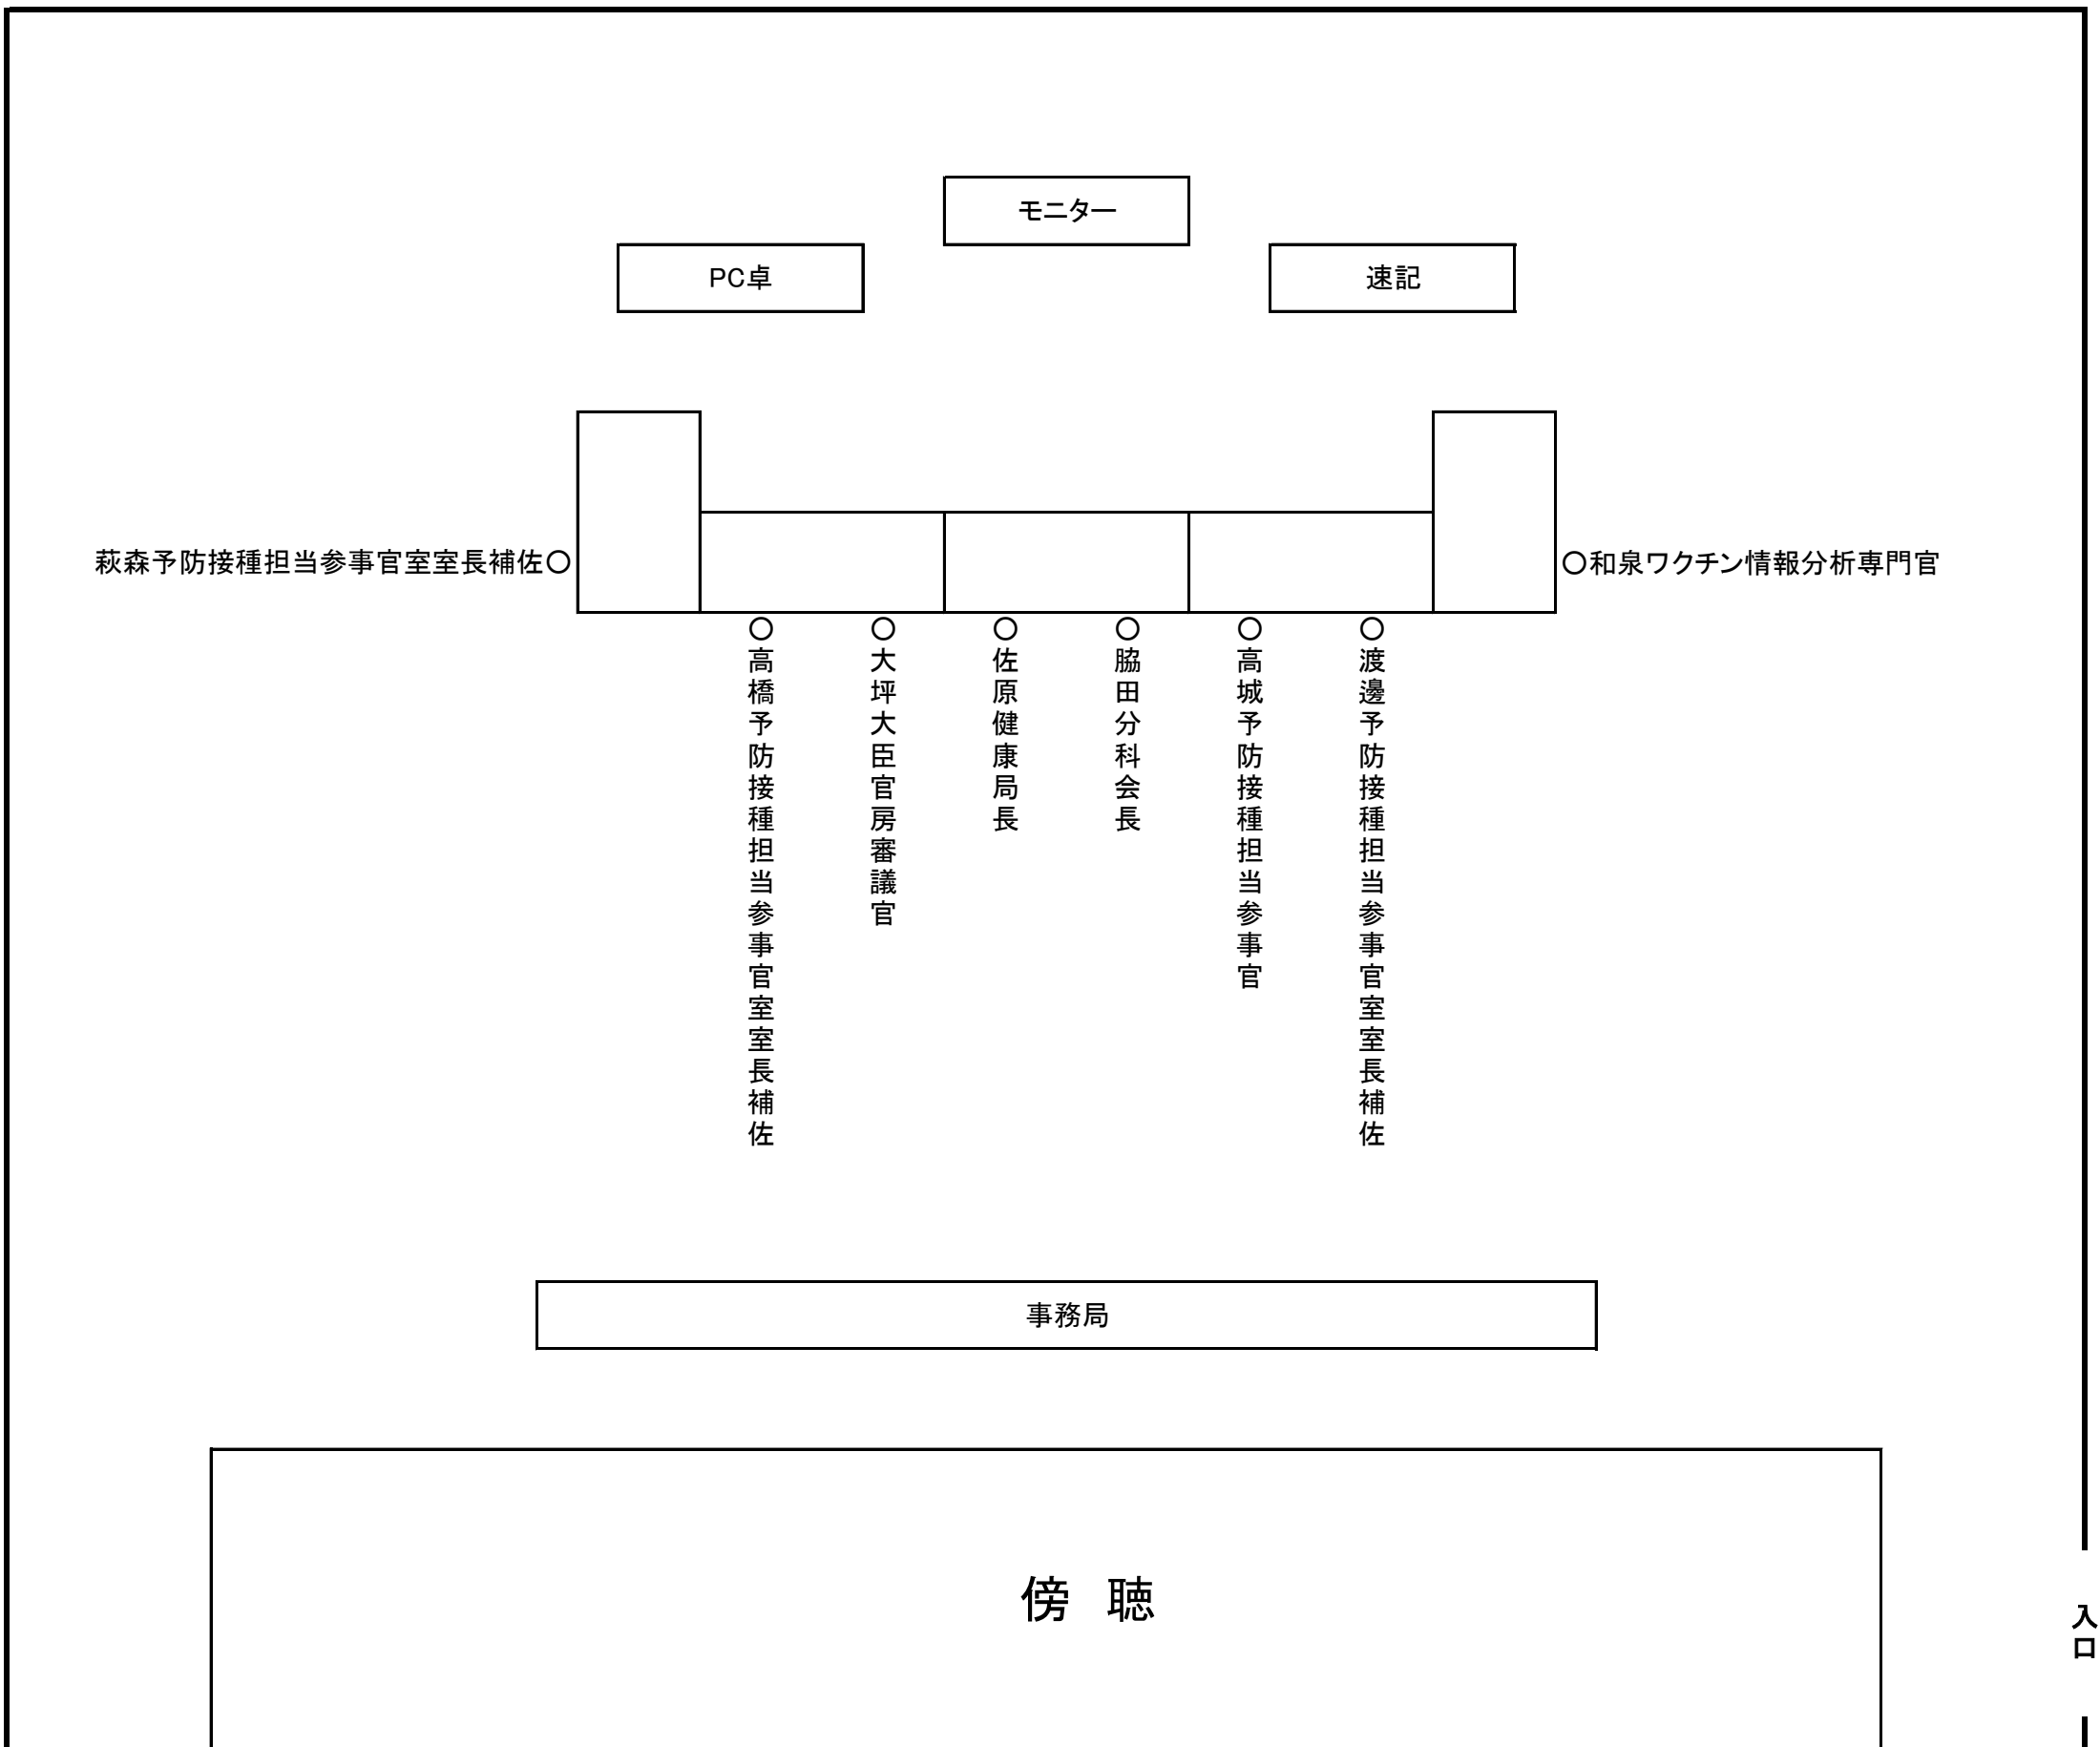 モニター
PC卓
速記
萩森予防接種担当参事官室室長補佐○
○和泉ワクチン情報分析専門官
○高橋予防接種担当参事官室室長補佐
○大坪大臣官房審議官
○佐原健康局長
○脇田分科会長
○高城予防接種担当参事官
○渡邊予防接種担当参事官室室長補佐
事務局
傍　聴
入口